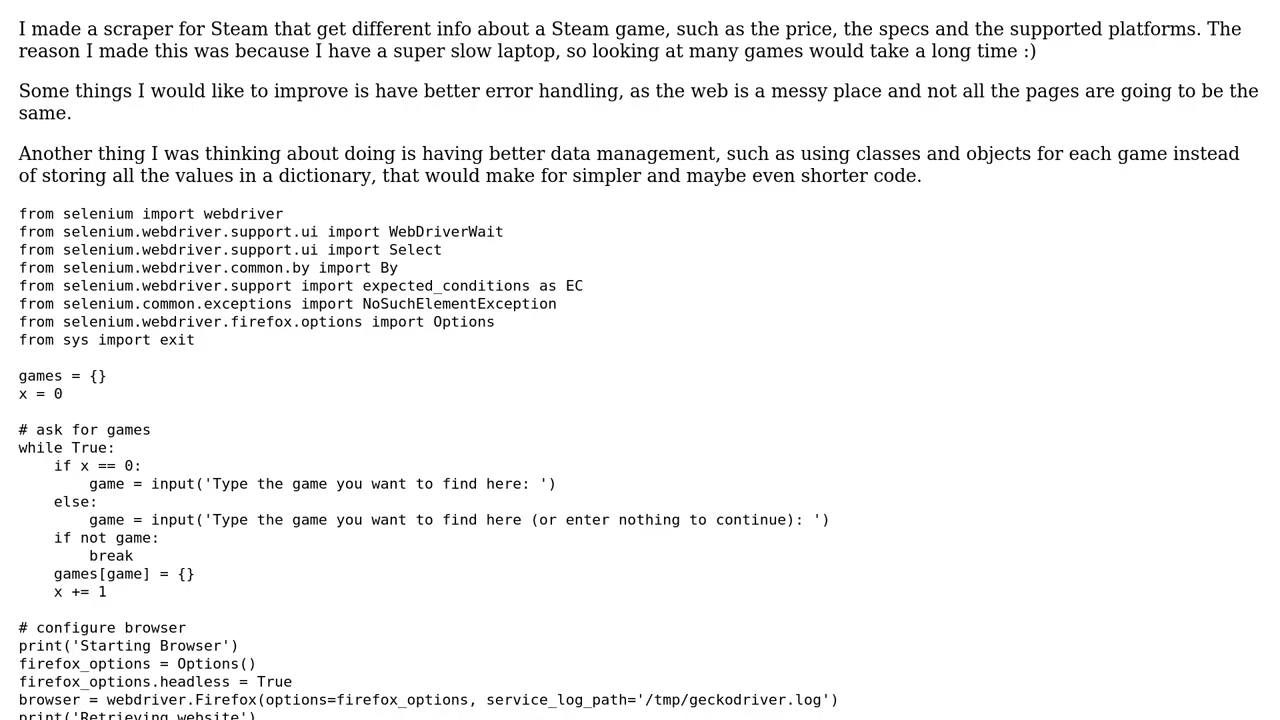 I made a scraper for Steam that get different info about a Steam game, such as the price, the specs and the supported platforms. The
reason I made this was because I have a super slow laptop, so looking at many games would take a long time :)
Some things I would like to improve is have better error handling, as the web is a messy place and not all the pages are going to be the
same.
Another thing I was thinking about doing is having better data management, such as using classes and objects for each game instead
of storing all the values in a dictionary, that would make for simpler and maybe even shorter code.
from selenium import webdriver
from selenium.webdriver.support.ui import WebDriverWait
from selenium.webdriver.support.ui import Select
from selenium.webdriver.common.by import By
from selenium.webdriver.support import expected_conditions as EC
from selenium.common.exceptions import NoSuchElementException
from selenium.webdriver.firefox.options import Options
from sys import exit
games = {}
x = 0
# ask for games
while True:
    if x == 0:
        game = input('Type the game you want to find here: ')
    else:
        game = input('Type the game you want to find here (or enter nothing to continue): ')
    if not game:
        break
    games[game] = {}
    x += 1
# configure browser
print('Starting Browser')
firefox_options = Options()
firefox_options.headless = True
browser = webdriver.Firefox(options=firefox_options, service_log_path='/tmp/geckodriver.log')
print('Retrieving website')